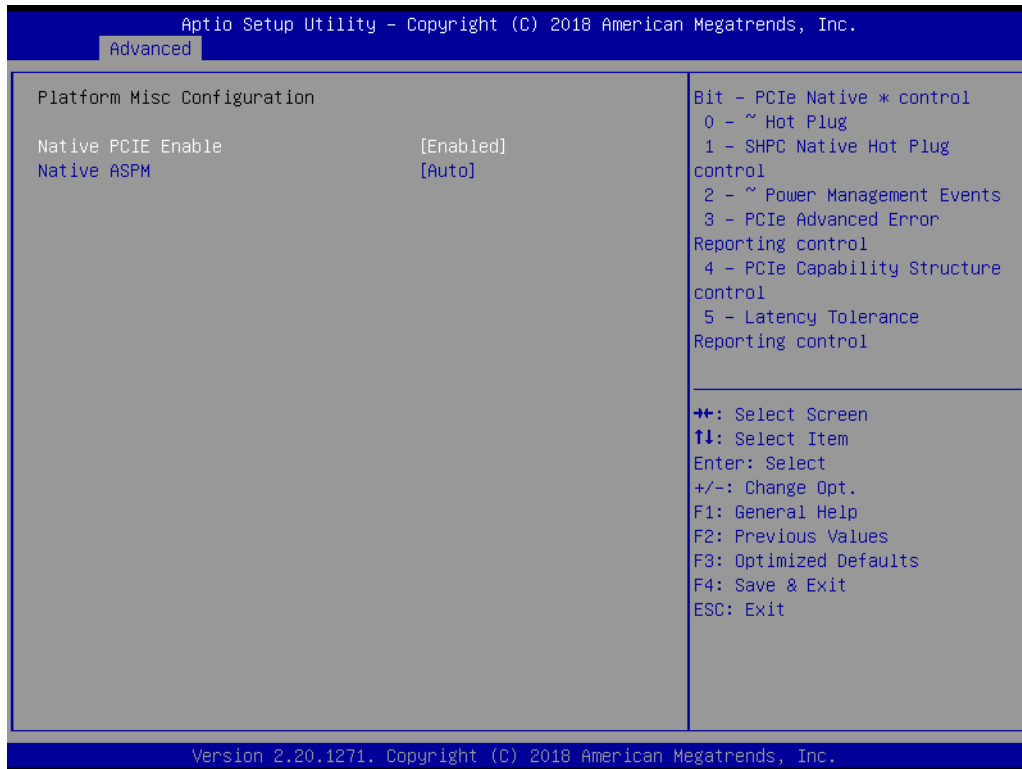 Aptio Setup Utility – Copyright (C) 2018 American Megatrends, Inc.
Advanced
Platform Misc Configuration
Native PCIE Enable [Enabled]
Native ASPM [Auto]
Bit – PCIe Native * control
0 – ~ Hot Plug
1 – SHPC Native Hot Plug
control
2 – ~ Power Management Events
3 – PCIe Advanced Error
Reporting control
4 – PCIe Capability Structure
control
5 – Latency Tolerance
Reporting control
→←: Select Screen
↑↓: Select Item
Enter: Select
+/-: Change Opt.
F1: General Help
F2: Previous Values
F3: Optimized Defaults
F4: Save & Exit
ESC: Exit
Version 2.20.1271. Copyright (C) 2018 American Megatrends, Inc.